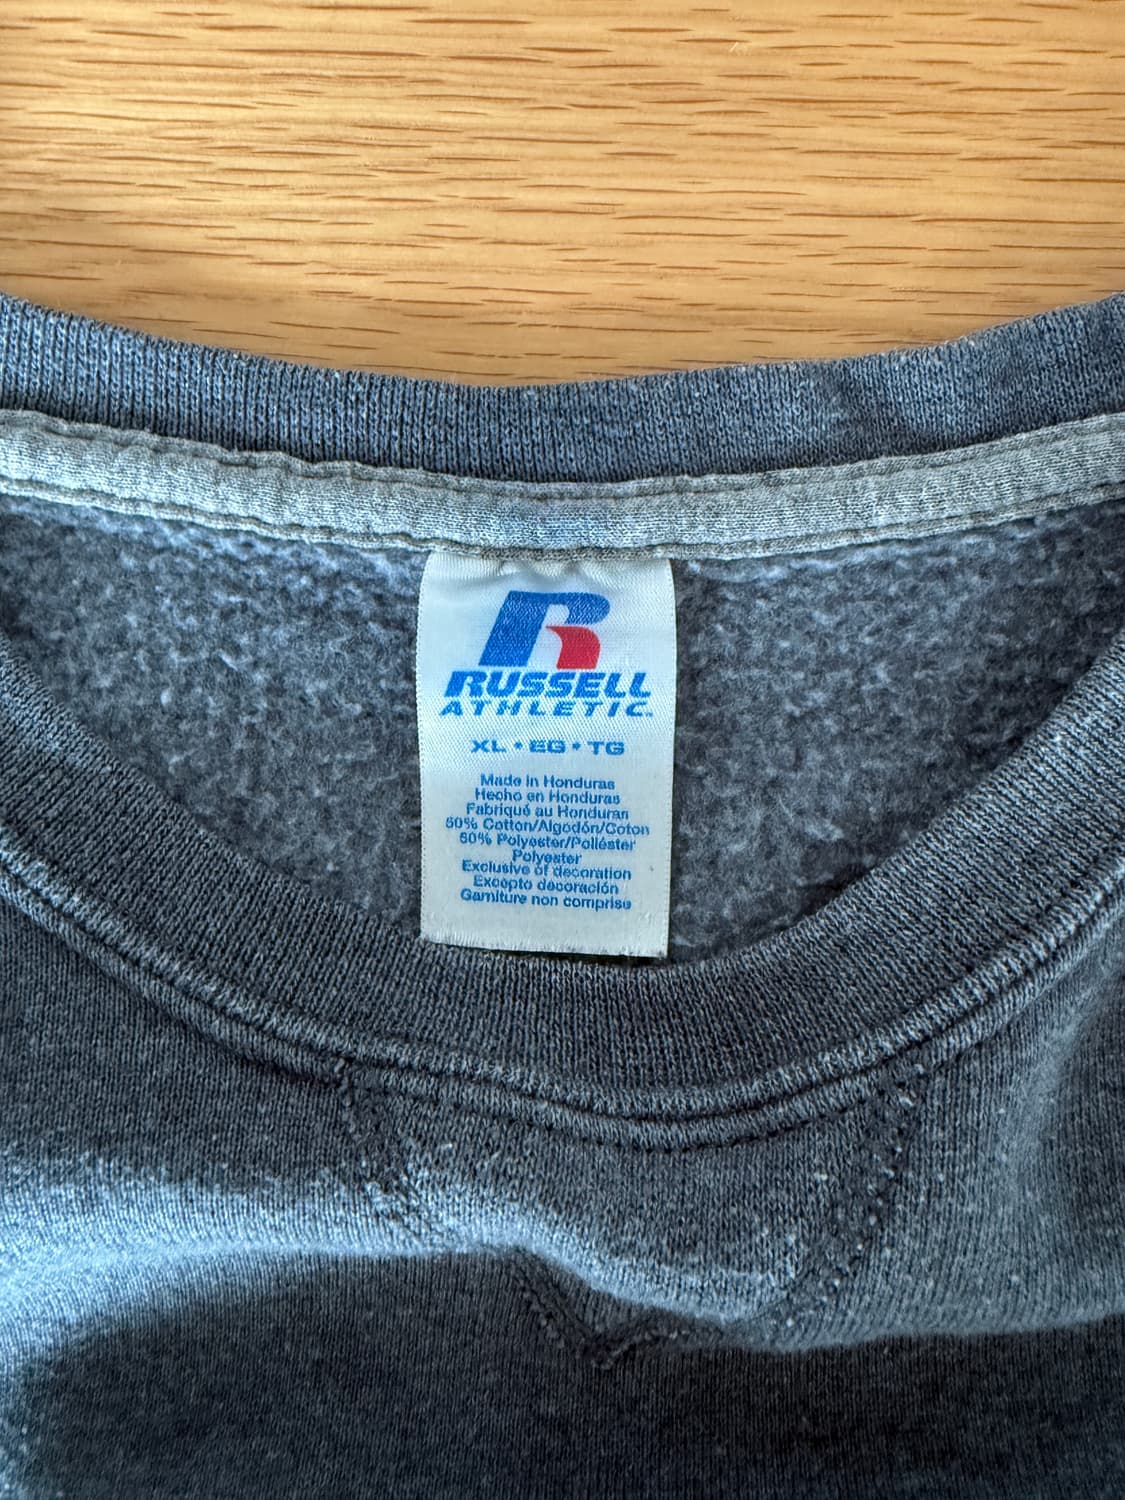 R
RUSSELL
ATHLETIC
XL • EG • TG
Made in Honduras
Hecho en Honduras
Fabriqué au Honduran
50% Cotton/Algodón/Coton
50% Polyester/Poliéster
Polyester
Exclusive of decoration
Excepto decoración
Garniture non comprise